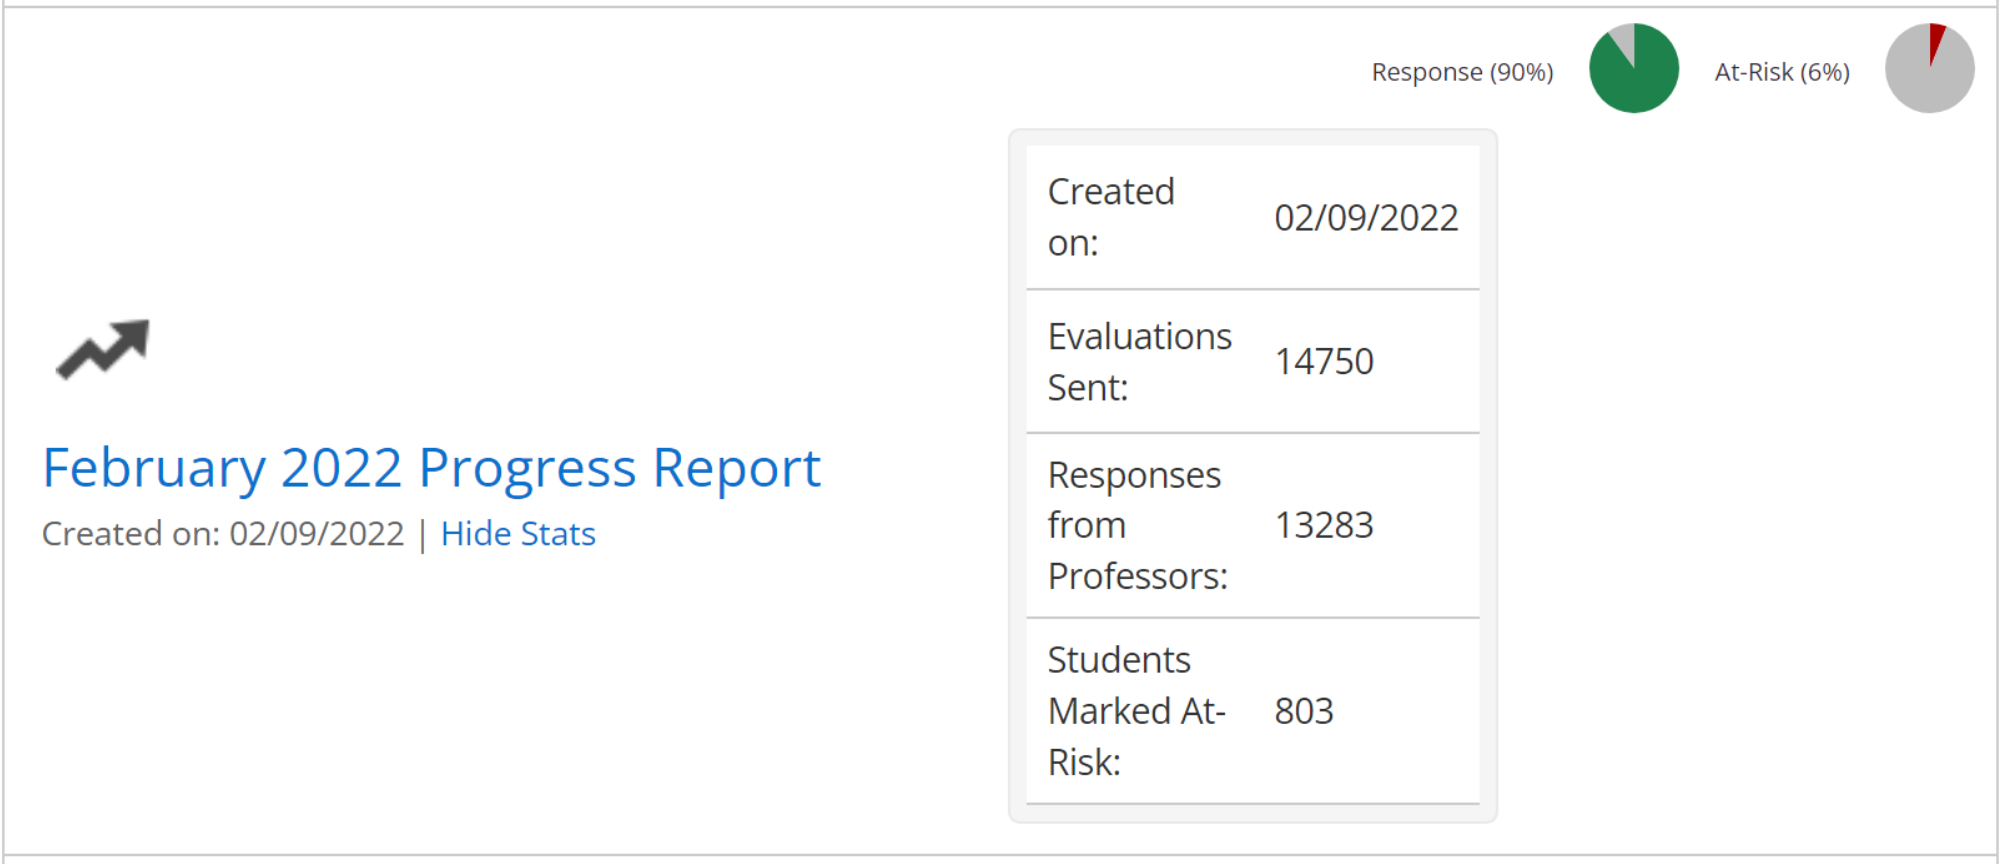 Response (90%)
At-Risk (6%)
February 2022 Progress Report
Created on: 02/09/2022 | Hide Stats
Created
on:
02/09/2022
Evaluations
Sent:
14750
Responses
from
Professors:
13283
Students
Marked At-
Risk:
803